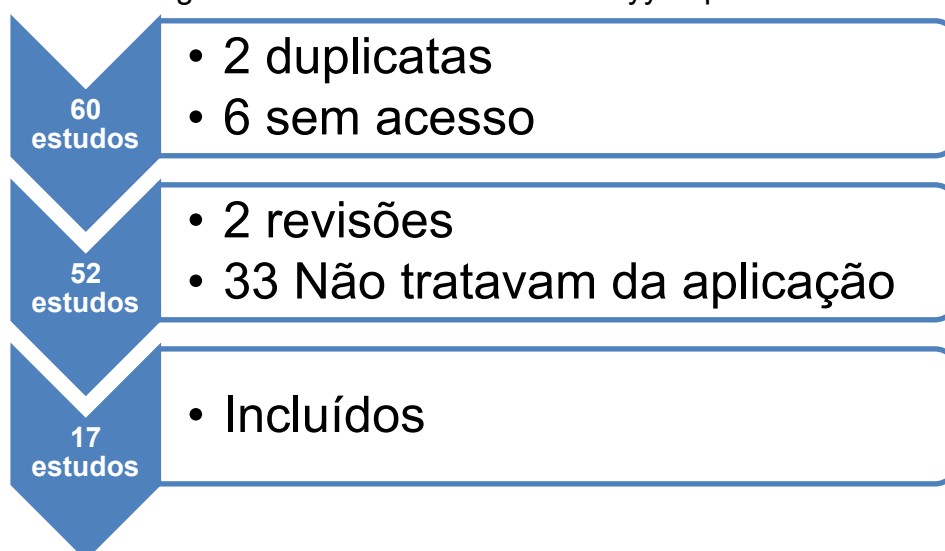 60
estudos
• 2 duplicatas
• 6 sem acesso
52
estudos
• 2 revisões
• 33 Não tratavam da aplicação
17
estudos
• Incluídos